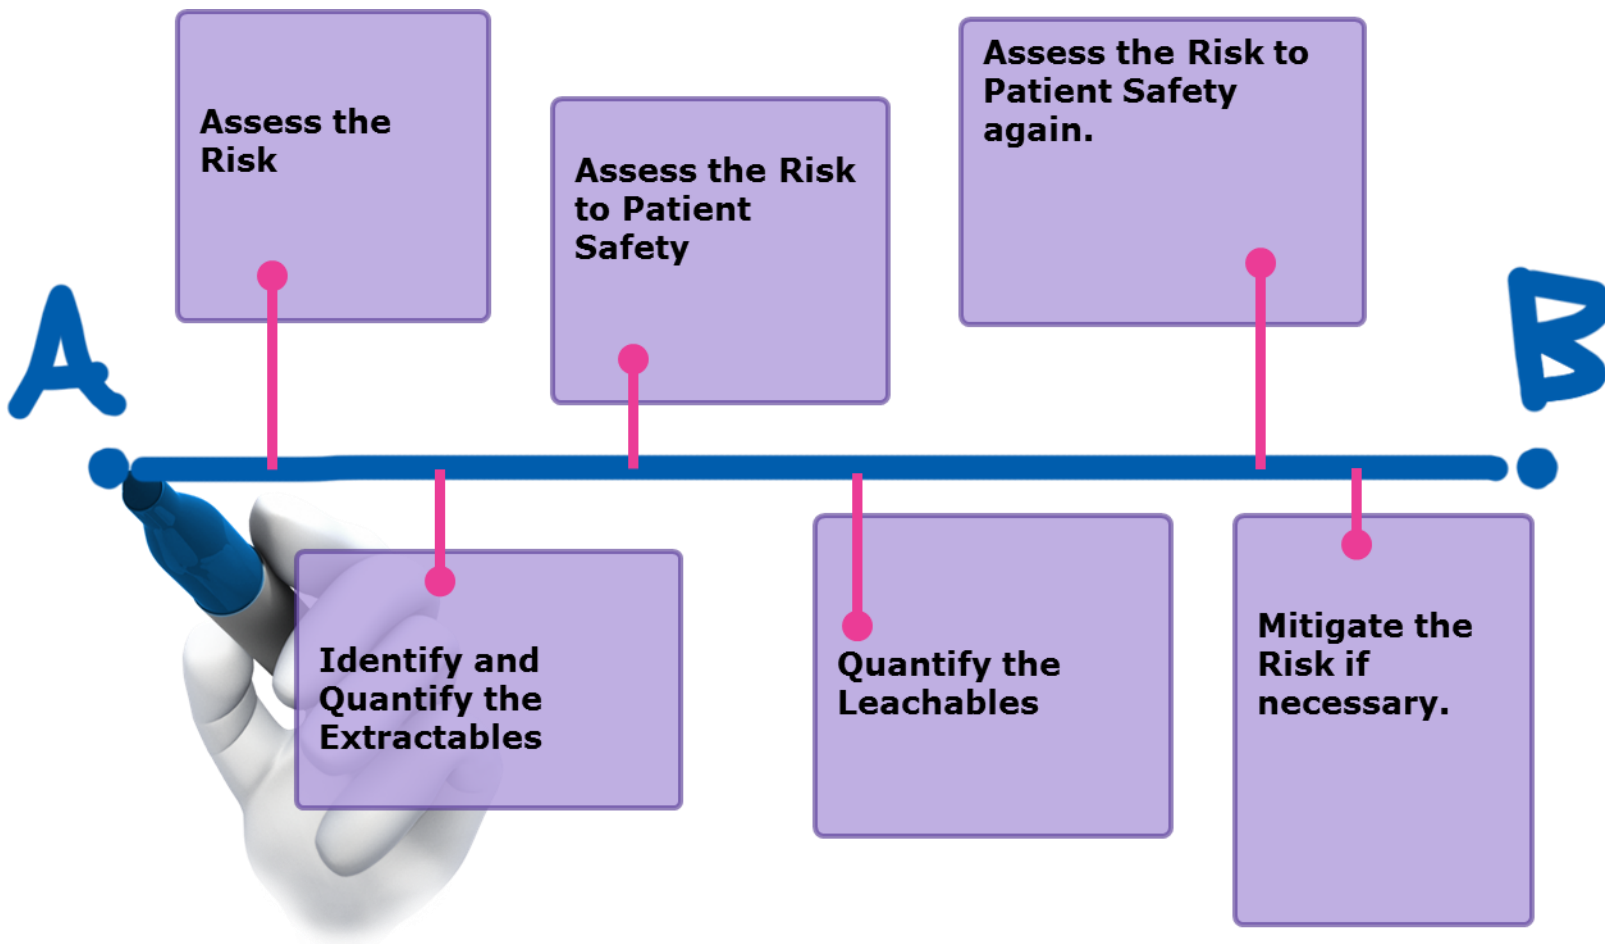 A
Assess the
Risk
Identify and
Quantify the
Extractables
Assess the Risk
to Patient
Safety
Quantify the
Leachables
Assess the Risk to
Patient Safety
again.
Mitigate the
Risk if
necessary.
B